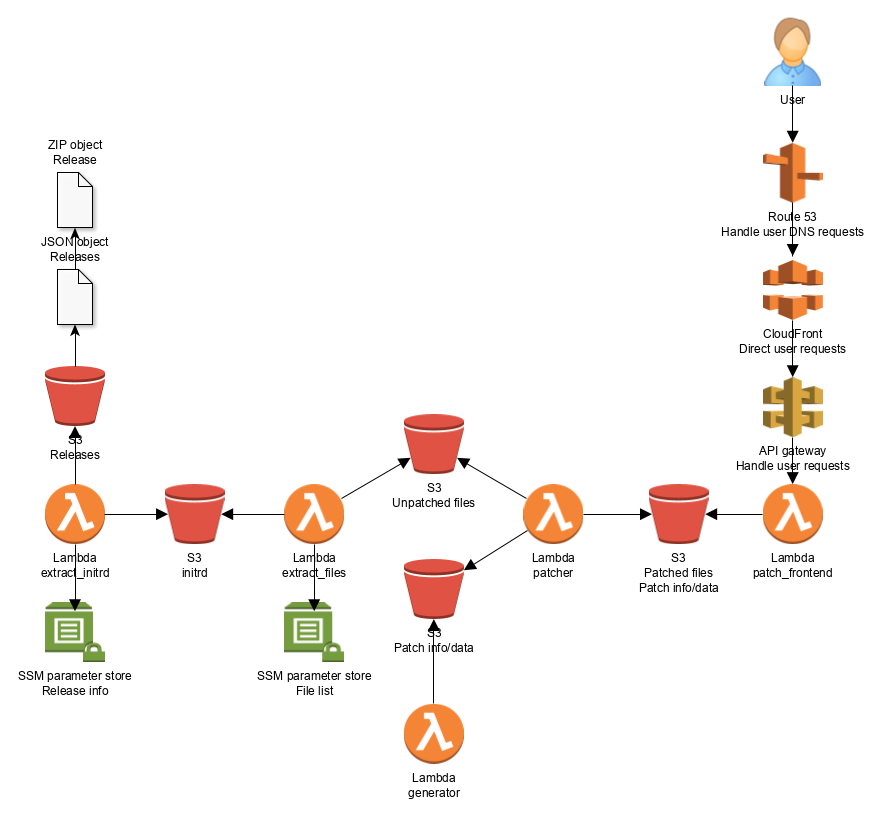 User
ZIP object
Release
Route 53
Handle user DNS requests
JSON object
Releases
CloudFront
Direct user requests
S3
Releases
API gateway
Handle user requests
S3
Unpatched files
Lambda
extract_initrd
S3
initrd
Lambda
extract_files
Lambda
patcher
S3
Patched files
Patch info/data
Lambda
patch_frontend
S3
Patch info/data
SSM parameter store
Release info
SSM parameter store
File list
Lambda
generator